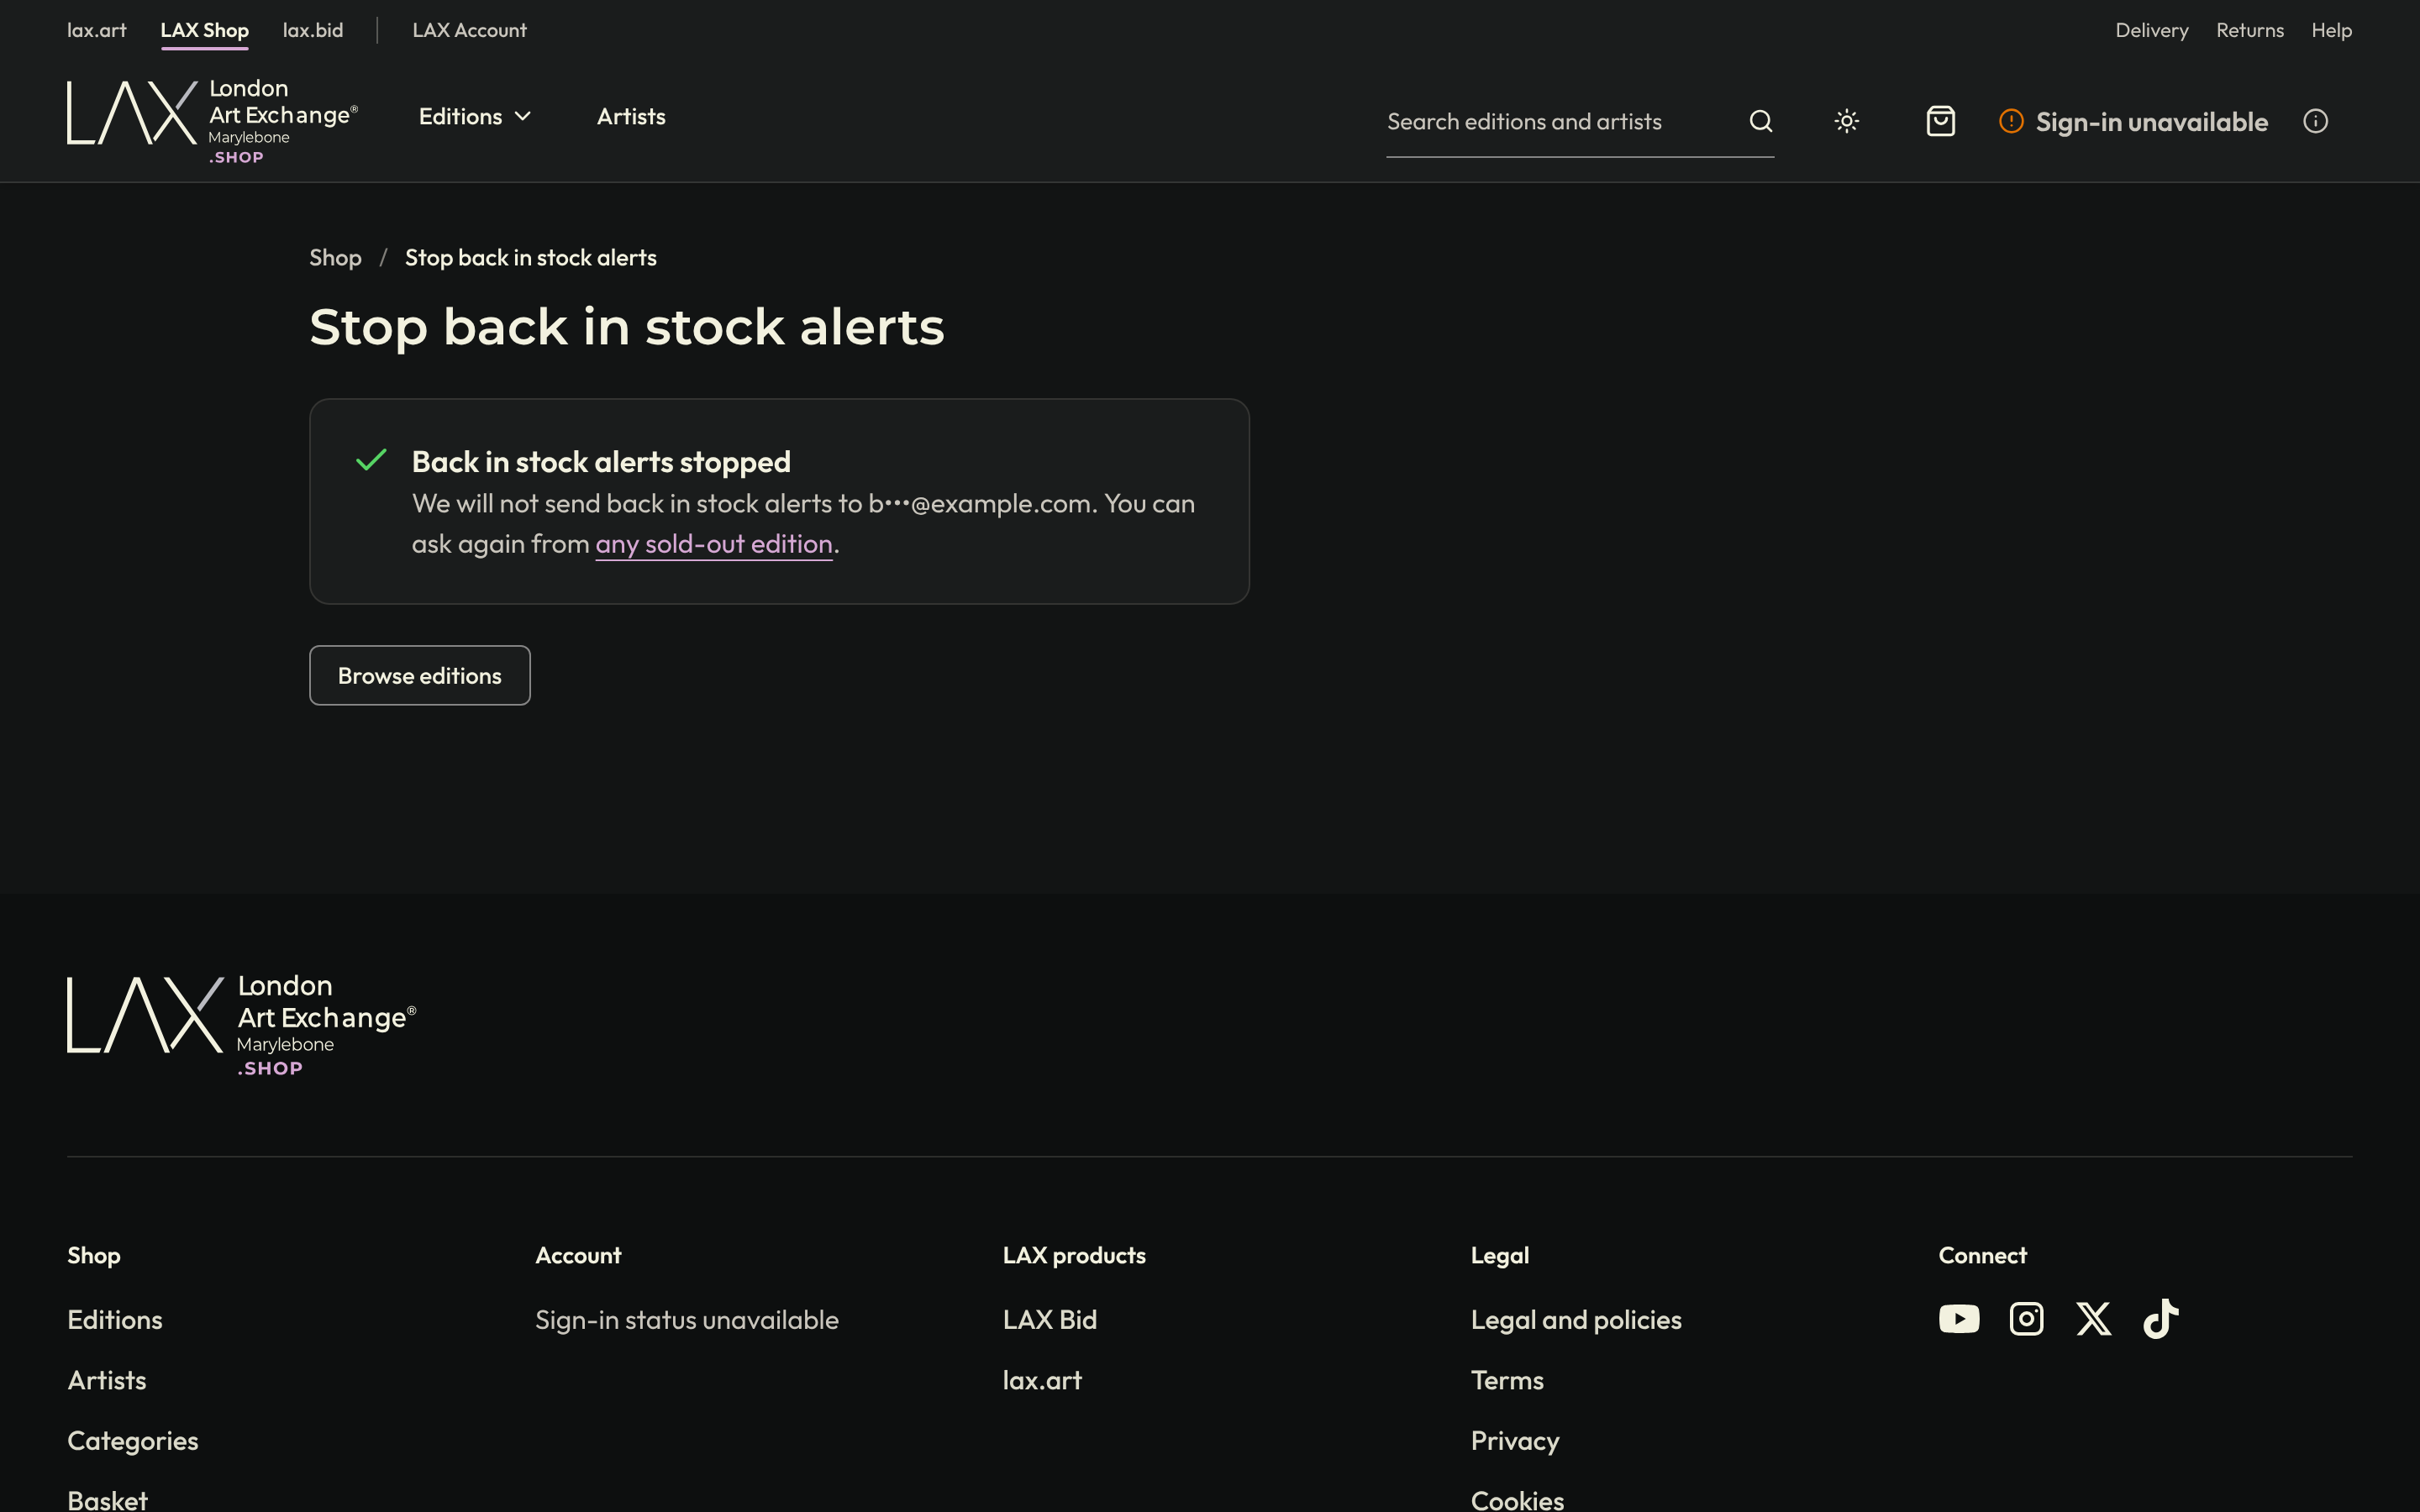 lax.art LAX Shop lax.bid LAX Account Delivery Returns Help
LAX London
Art Exchange®
Marylebone
.SHOP
Editions Artists Search editions and artists Sign-in unavailable
Shop / Stop back in stock alerts
Stop back in stock alerts
Back in stock alerts stopped
We will not send back in stock alerts to b•••@example.com. You can
ask again from any sold-out edition.
Browse editions
LAX London
Art Exchange®
Marylebone
.SHOP
Shop Account LAX products Legal Connect
Editions Sign-in status unavailable LAX Bid Legal and policies
Artists lax.art Terms
Categories Privacy
Basket Cookies